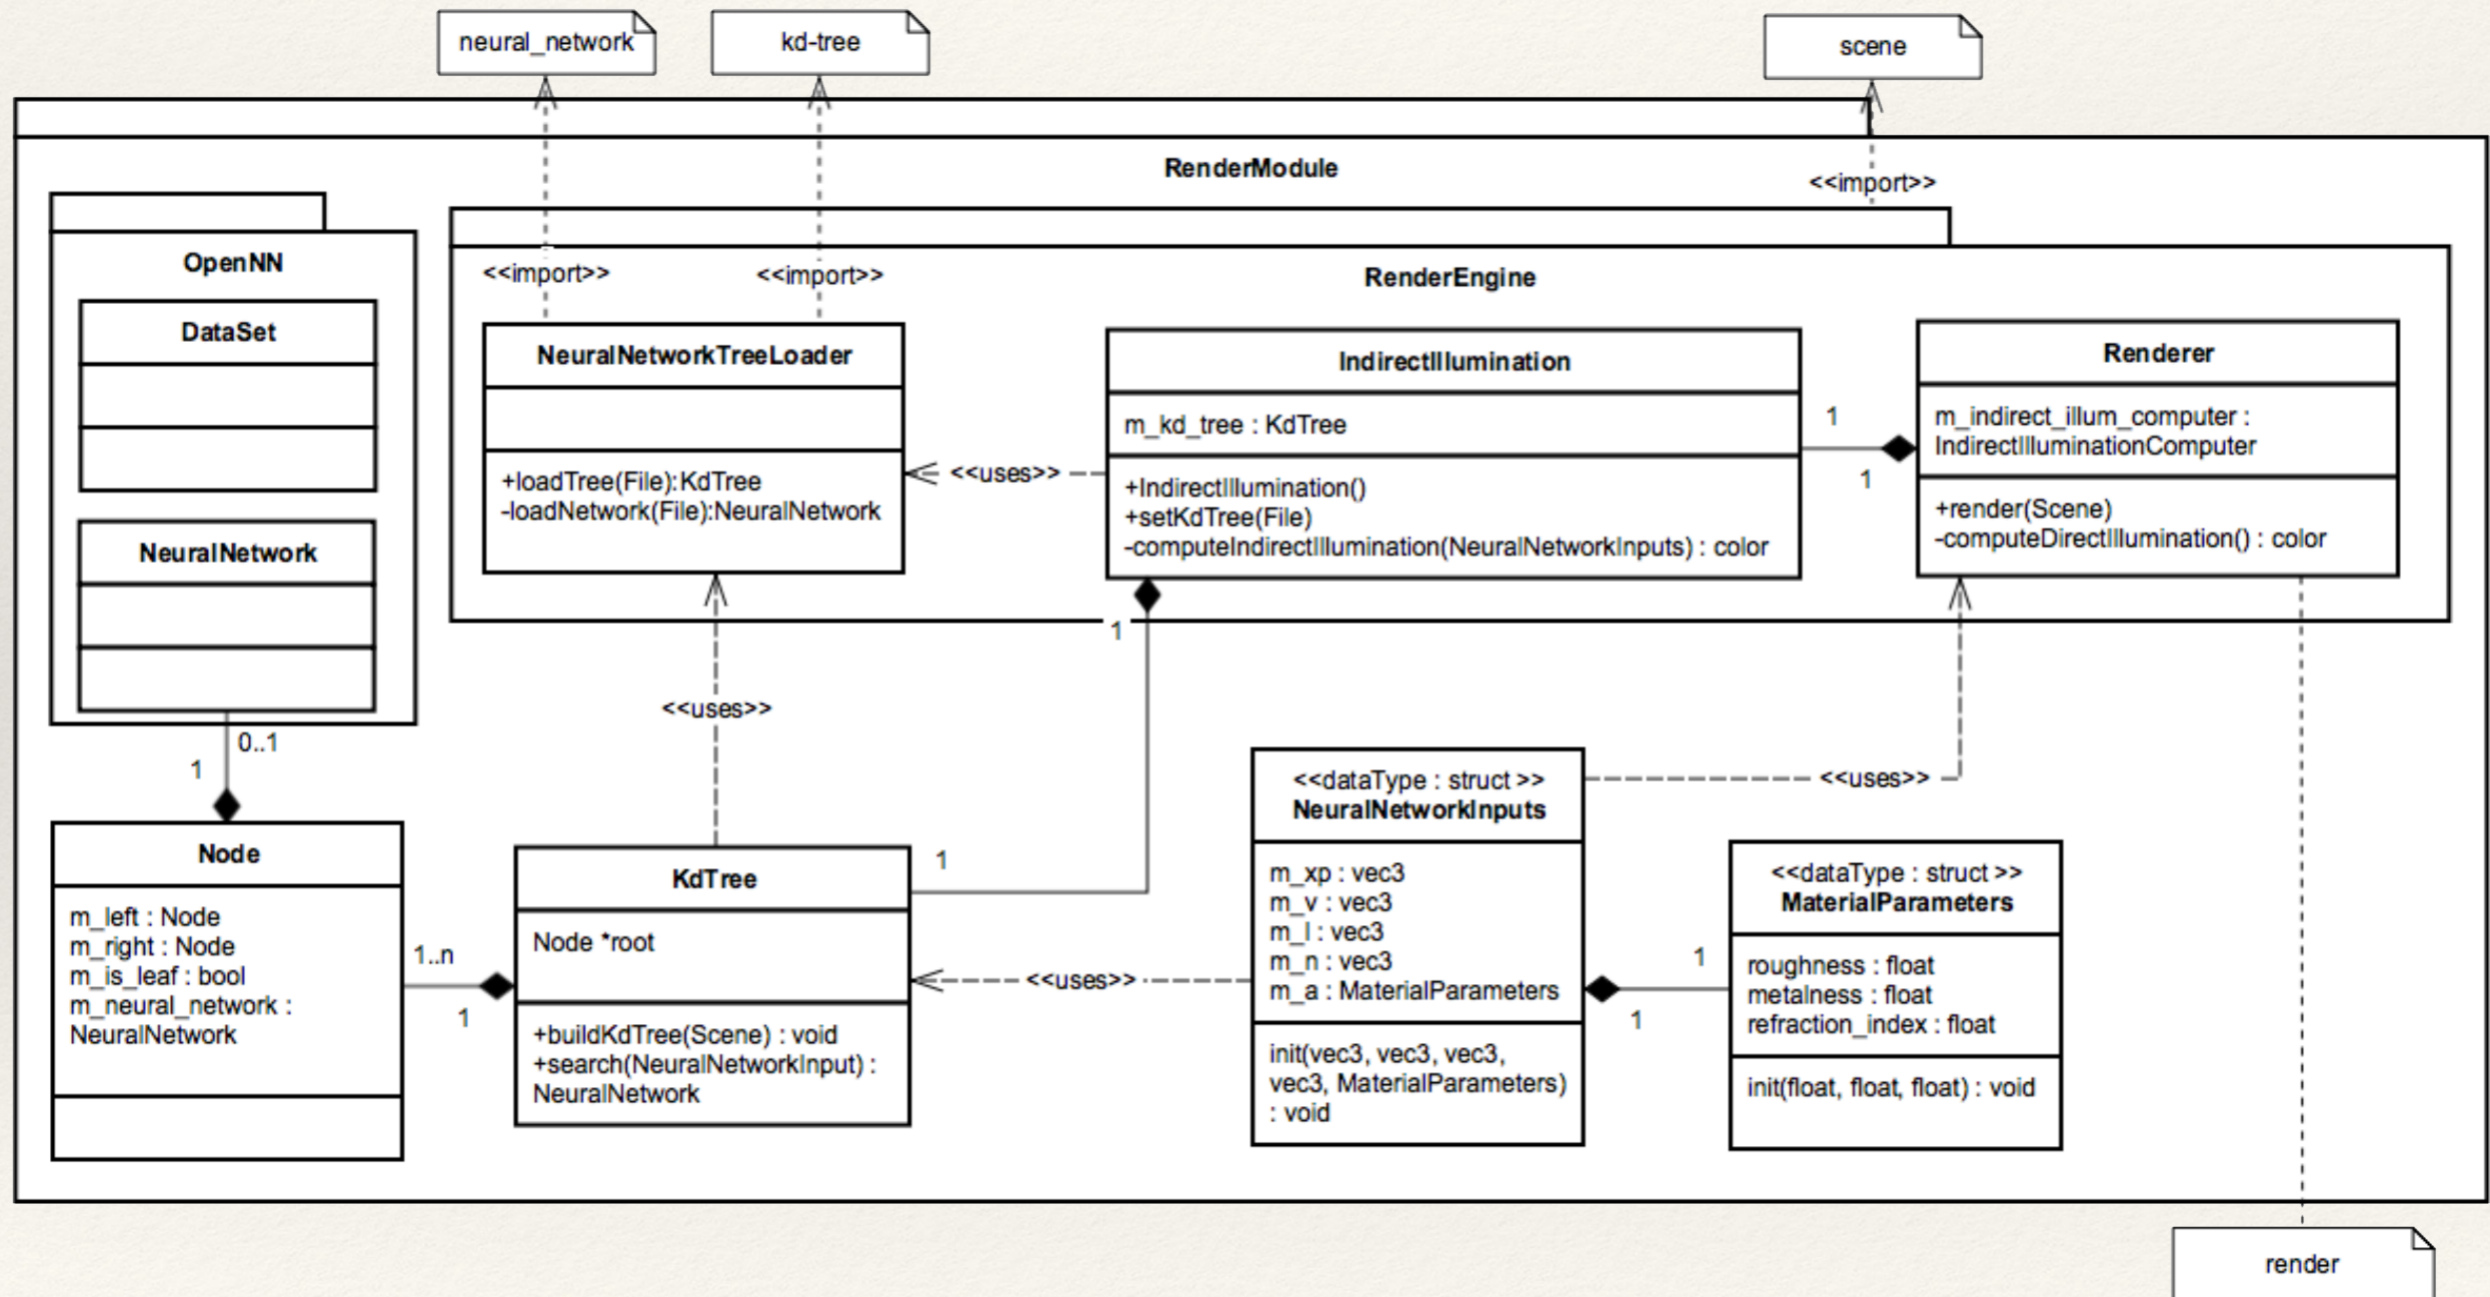 neural_network
kd-tree
scene
RenderModule
<<import>>
OpenNN
<<import>>
<<import>>
RenderEngine
DataSet
NeuralNetworkTreeLoader
+loadTree(File):KdTree
-loadNetwork(File):NeuralNetwork
<<uses>>
IndirectIllumination
m_kd_tree : KdTree
+IndirectIllumination()
+setKdTree(File)
-computeIndirectIllumination(NeuralNetworkInputs) : color
1
1
Renderer
m_indirect_illum_computer :
IndirectIlluminationComputer
+render(Scene)
-computeDirectIllumination() : color
NeuralNetwork
1
0..1
1
<<uses>>
<<uses>>
Node
m_left : Node
m_right : Node
m_is_leaf : bool
m_neural_network :
NeuralNetwork
1..n
1
KdTree
Node *root
+buildKdTree(Scene) : void
+search(NeuralNetworkInput) :
NeuralNetwork
1
<<uses>>
<<dataType : struct >>
NeuralNetworkInputs
m_xp : vec3
m_v : vec3
m_l : vec3
m_n : vec3
m_a : MaterialParameters
init(vec3, vec3, vec3,
vec3, MaterialParameters)
: void
1
1
<<dataType : struct >>
MaterialParameters
roughness : float
metalness : float
refraction_index : float
init(float, float, float) : void
render